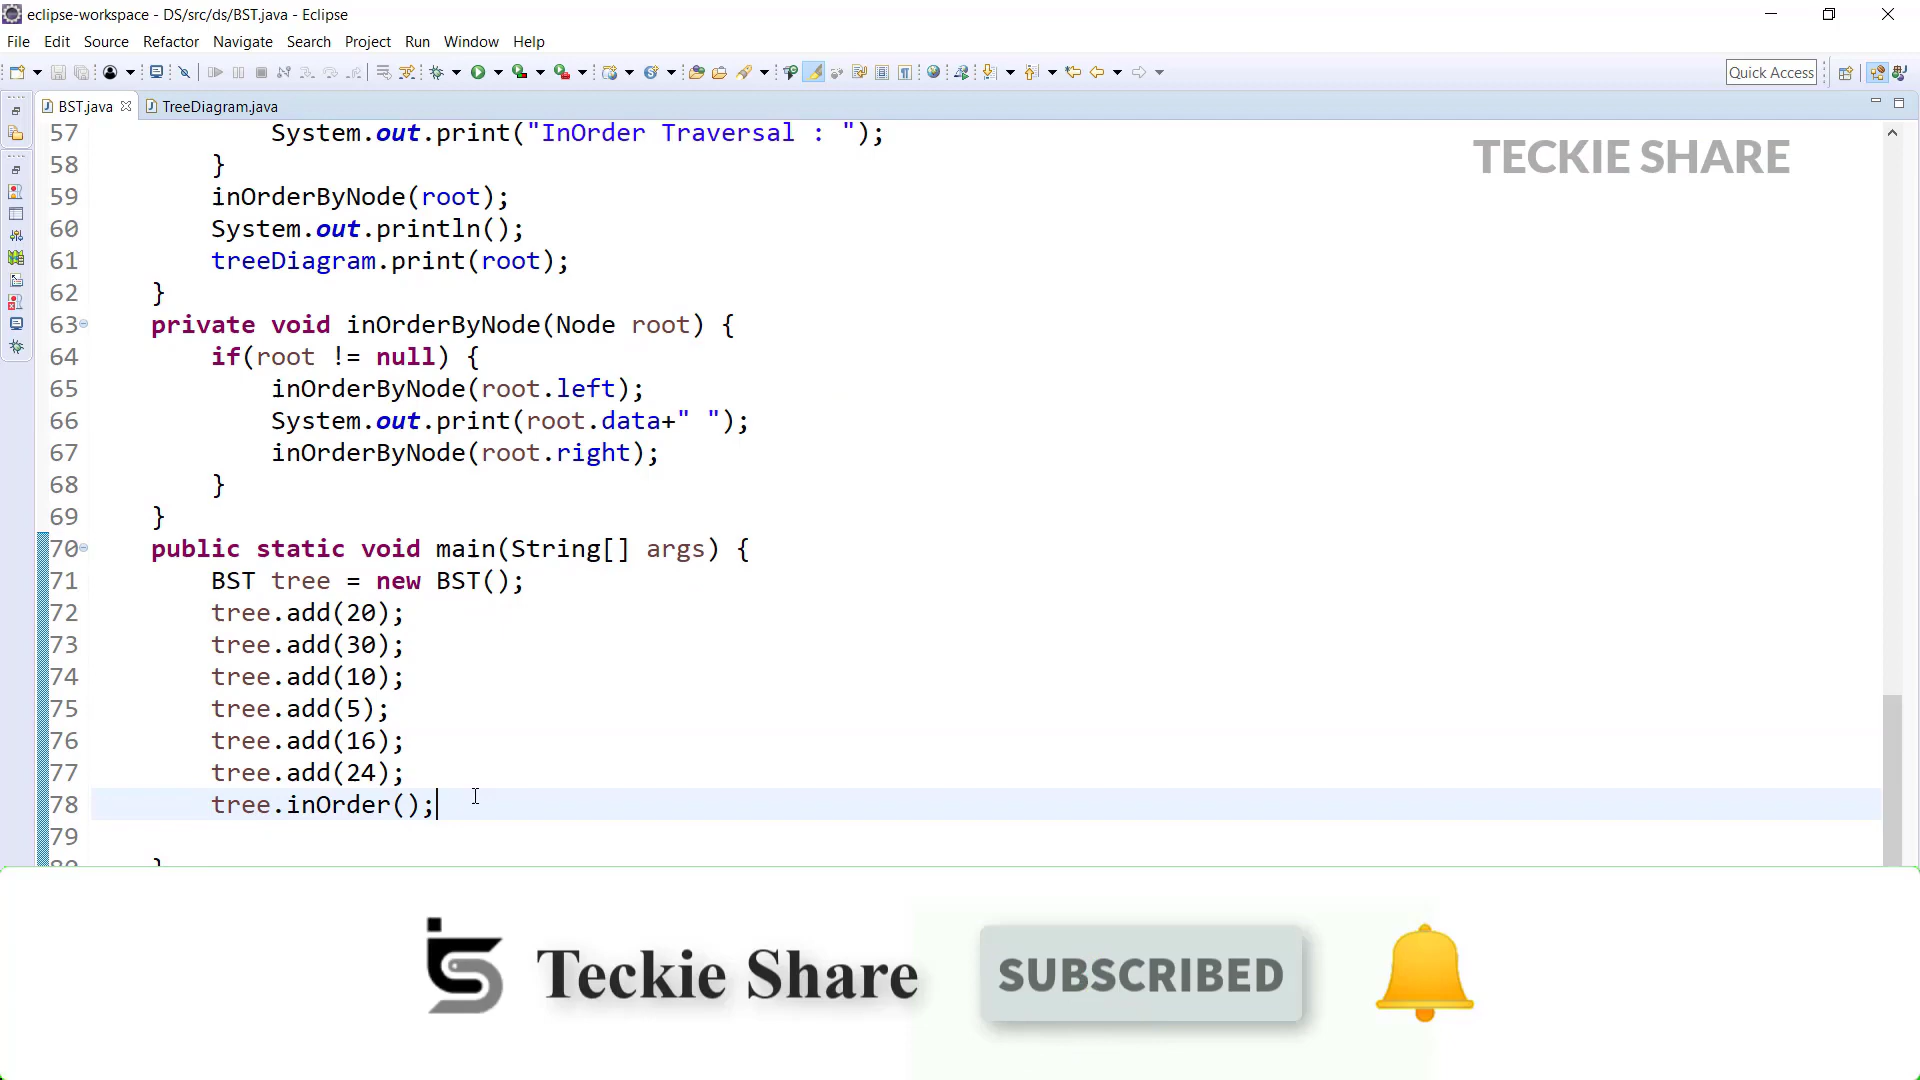 eclipse-workspace - DS/src/ds/BST.java - Eclipse
File Edit Source Refactor Navigate Search Project Run Window Help
Quick Access
BST.java TreeDiagram.java
TECKIE SHARE
57 System.out.print("InOrder Traversal : ");
58 }
59 inOrderByNode(root);
60 System.out.println();
61 treeDiagram.print(root);
62 }
63 private void inOrderByNode(Node root) {
64 if(root != null) {
65 inOrderByNode(root.left);
66 System.out.print(root.data+" ");
67 inOrderByNode(root.right);
68 }
69 }
70 public static void main(String[] args) {
71 BST tree = new BST();
72 tree.add(20);
73 tree.add(30);
74 tree.add(10);
75 tree.add(5);
76 tree.add(16);
77 tree.add(24);
78 tree.inOrder();
79
Teckie Share
SUBSCRIBED